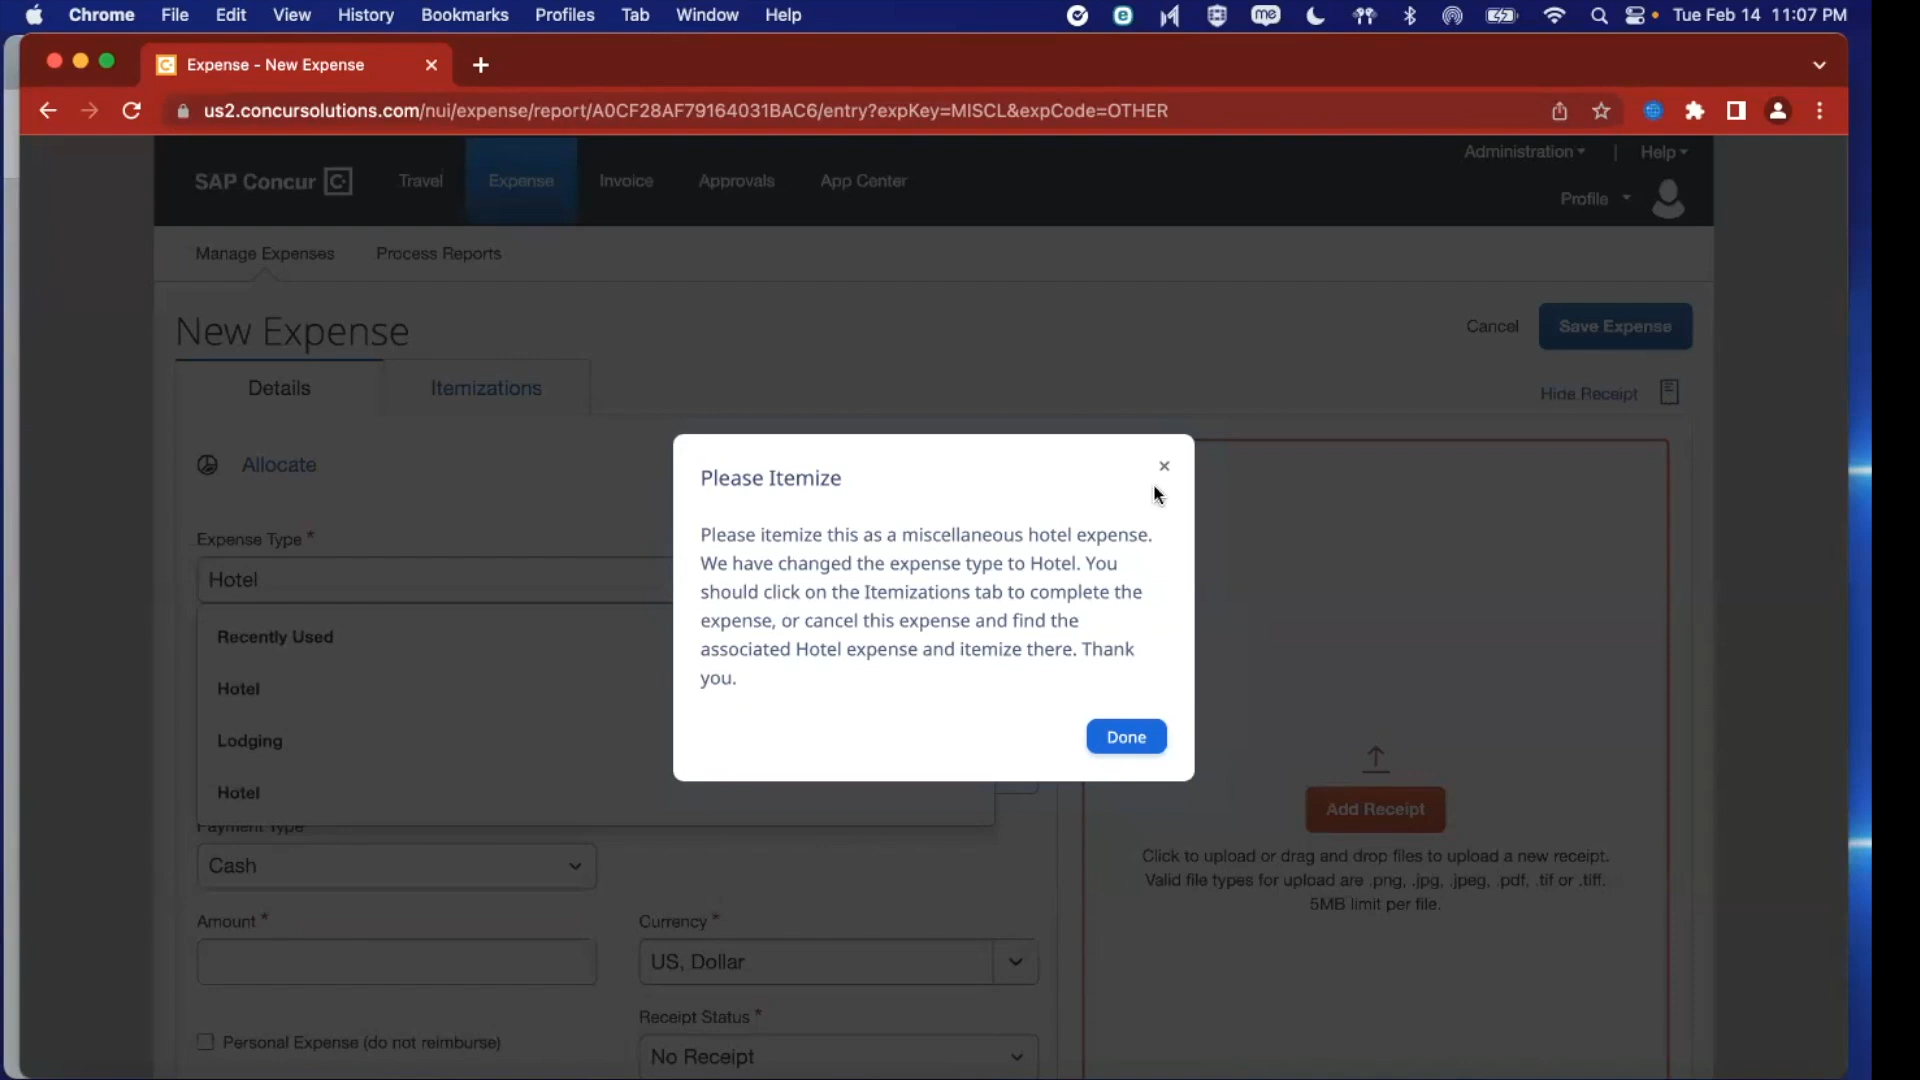 Chrome File Edit View History Bookmarks Profiles Tab Window Help me Tue Feb 14 11:07 PM
Expense - New Expense
us2.concursolutions.com/nui/expense/report/A0CF28AF79164031BAC6/entry?expKey=MISCL&expCode=OTHER
Administration | Help
SAP Concur C Travel Expense Invoice Approvals App Center
Profile
Manage Expenses Process Reports
New Expense
Cancel Save Expense
Details Itemizations
Hide Receipt
Allocate
Please Itemize
Please itemize this as a miscellaneous hotel expense.
We have changed the expense type to Hotel. You
should click on the Itemizations tab to complete the
expense, or cancel this expense and find the
associated Hotel expense and itemize there. Thank
you.
Done
Expense Type *
Hotel
Recently Used
Hotel
Lodging
Hotel
Payment Type
Cash
Amount *
Currency *
US, Dollar
Receipt Status *
Personal Expense (do not reimburse)
No Receipt
Add Receipt
Click to upload or drag and drop files to upload a new receipt.
Valid file types for upload are .png, .jpg, .jpeg, .pdf, .tif or .tiff.
5MB limit per file.